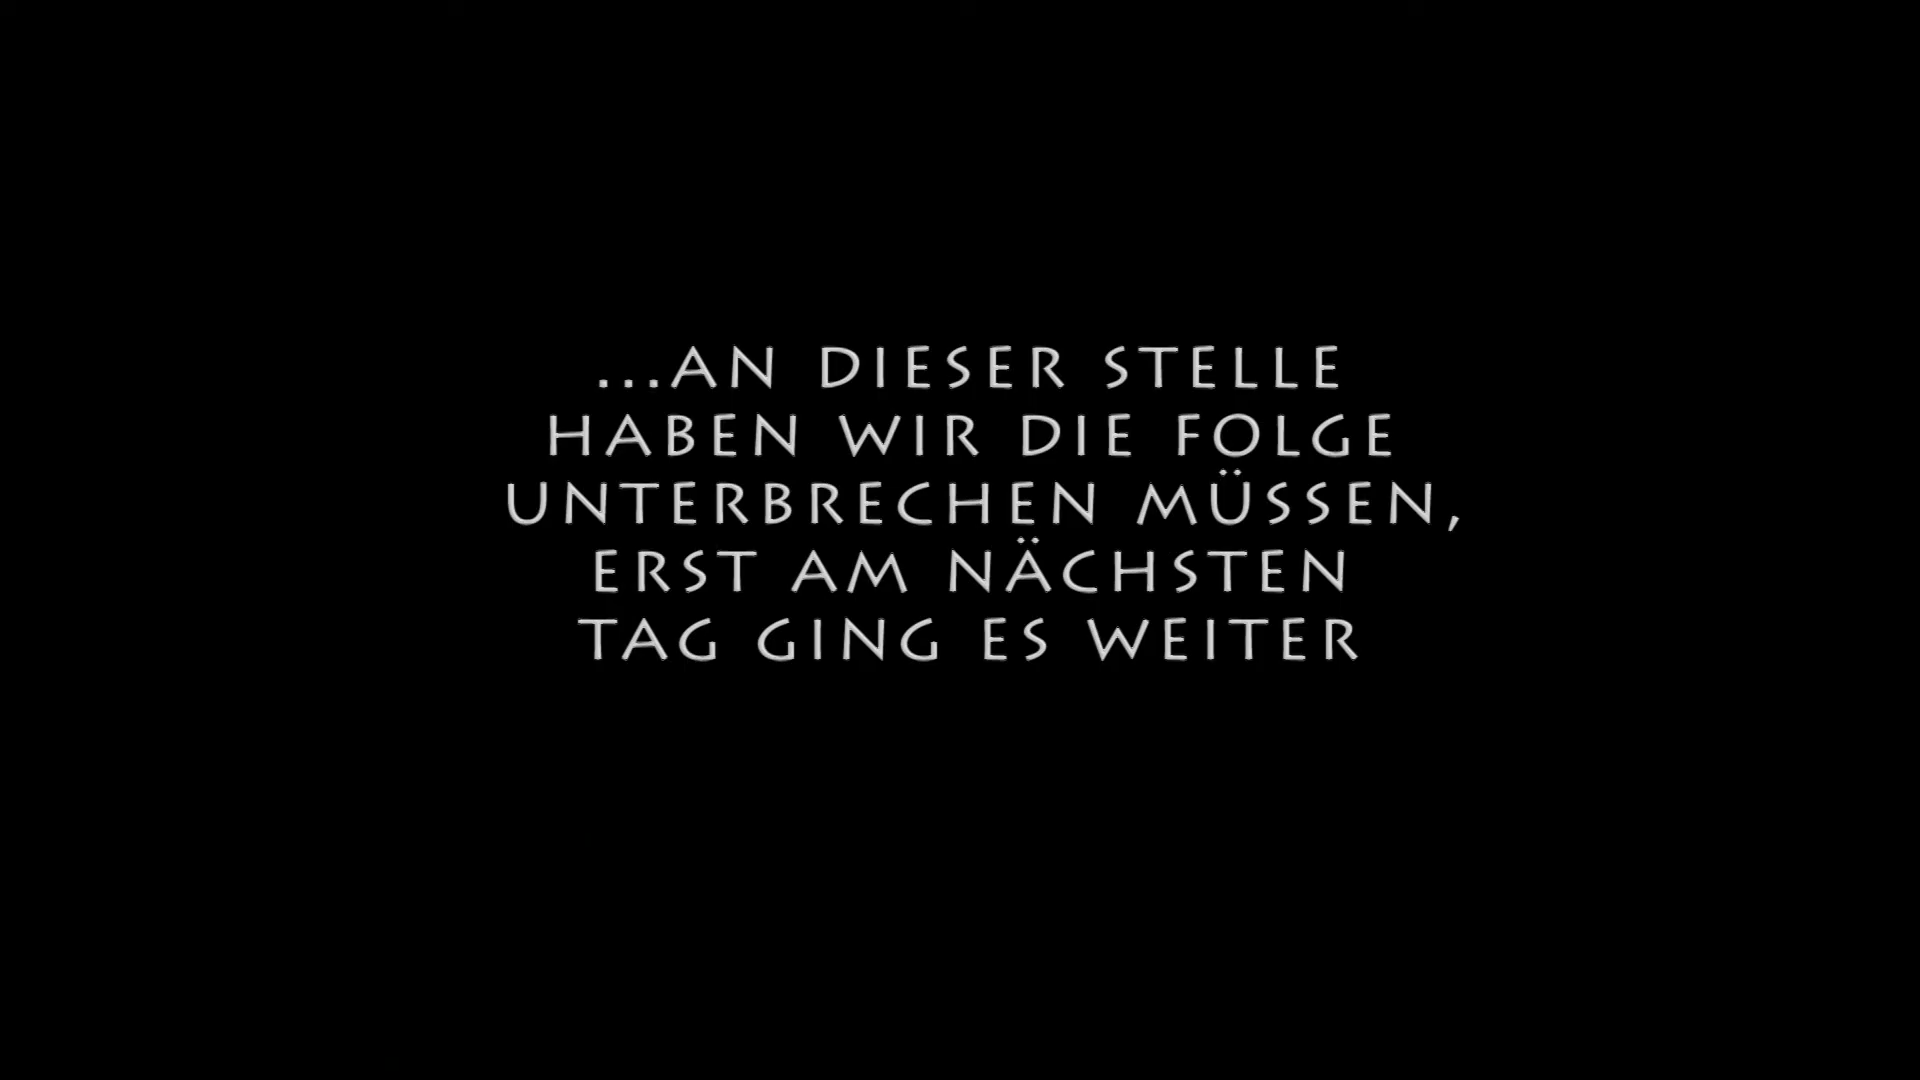 ...AN DIESER STELLE
HABEN WIR DIE FOLGE
UNTERBRECHEN MÜSSEN,
ERST AM NÄCHSTEN
TAG GING ES WEITER